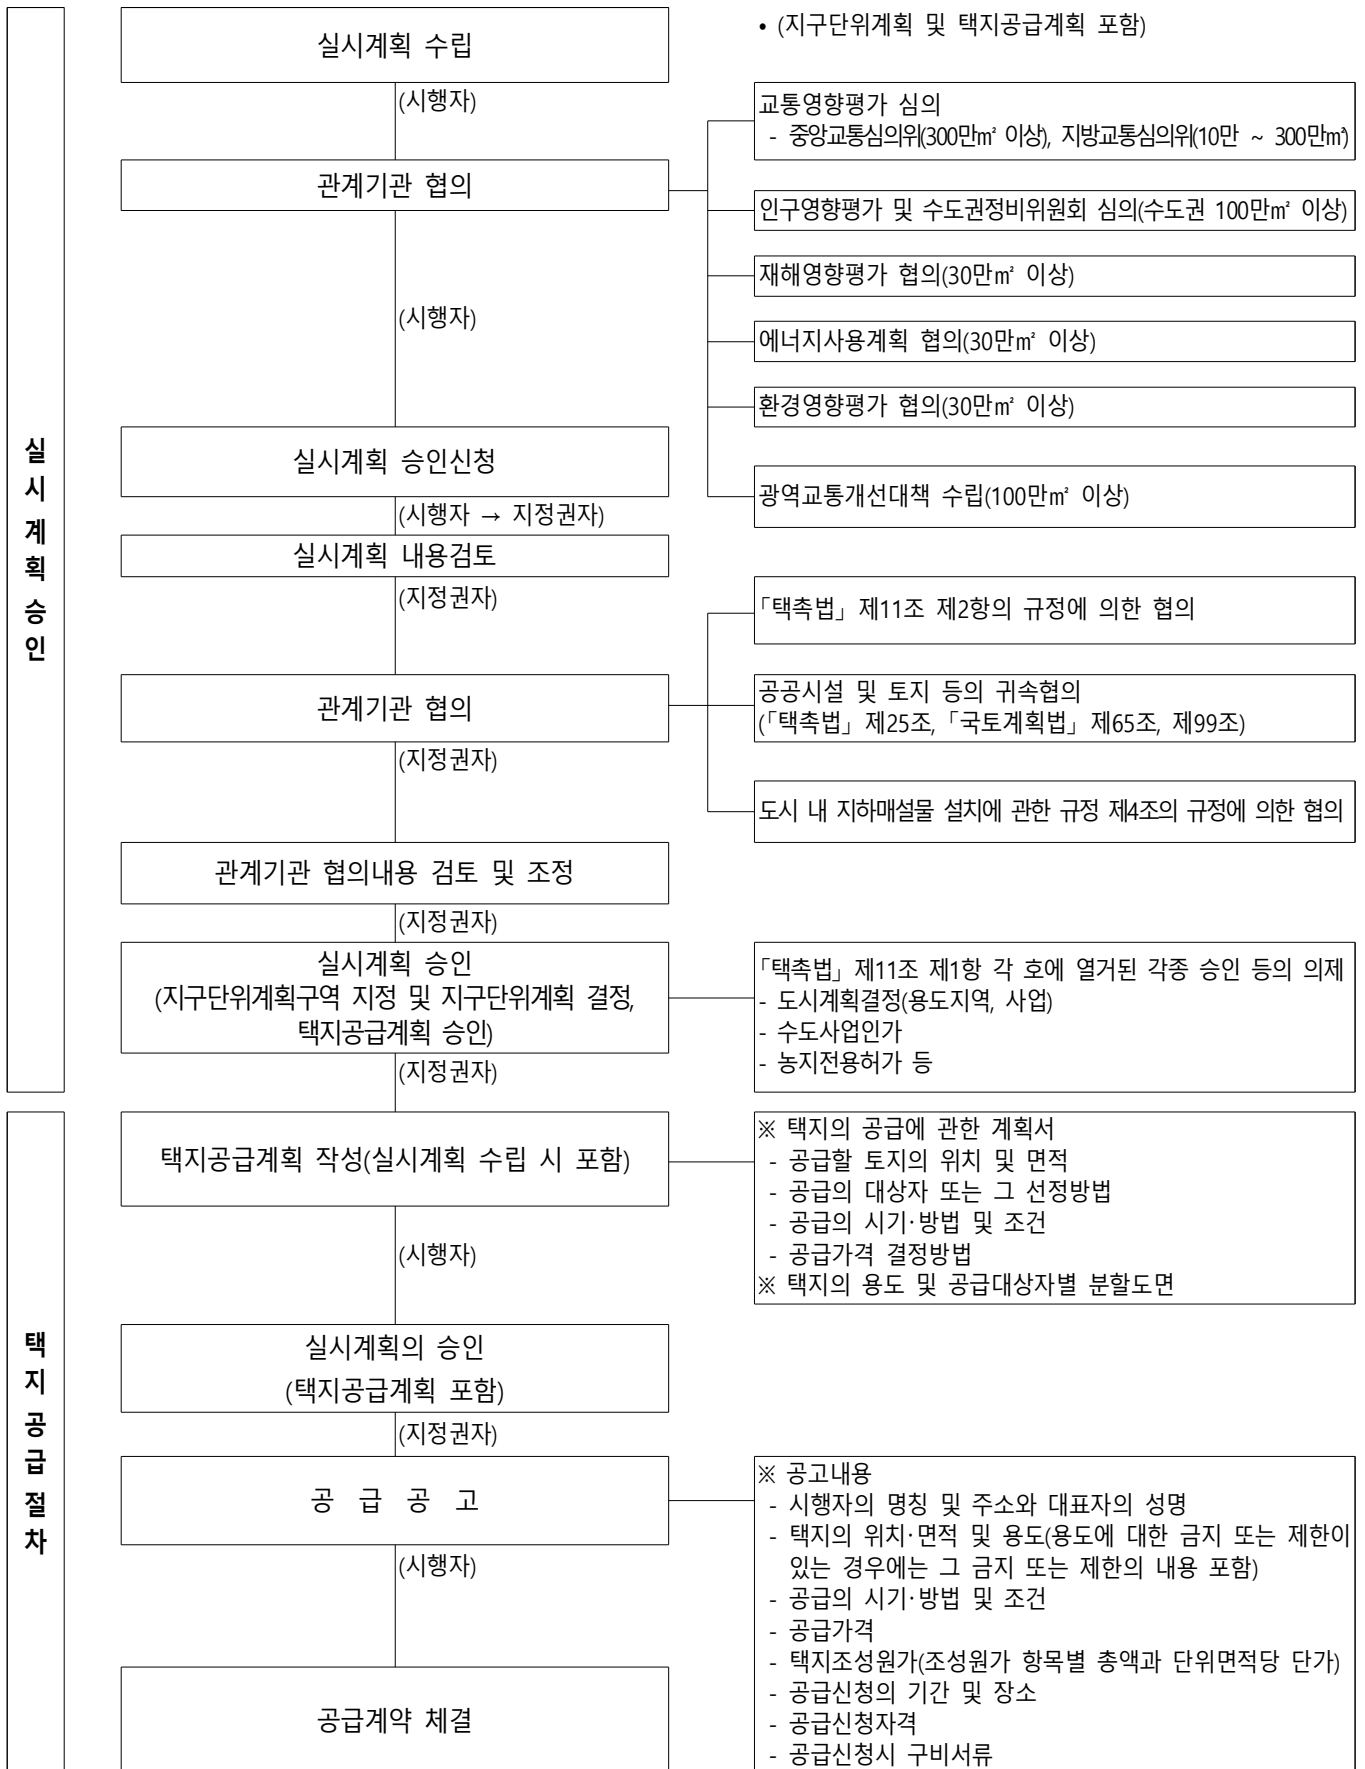 실시계획 승인
실시계획 수립
• (지구단위계획 및 택지공급계획 포함)
(시행자)
관계기관 협의
교통영향평가 심의
- 중앙교통심의위(300만㎡ 이상), 지방교통심의위(10만 ~ 300만㎡)
인구영향평가 및 수도권정비위원회 심의(수도권 100만㎡ 이상)
재해영향평가 협의(30만㎡ 이상)
에너지사용계획 협의(30만㎡ 이상)
환경영향평가 협의(30만㎡ 이상)
광역교통개선대책 수립(100만㎡ 이상)
(시행자)
실시계획 승인신청
(시행자 → 지정권자)
실시계획 내용검토
(지정권자)
관계기관 협의
「택촉법」 제11조 제2항의 규정에 의한 협의
공공시설 및 토지 등의 귀속협의
(「택촉법」 제25조, 「국토계획법」 제65조, 제99조)
도시 내 지하매설물 설치에 관한 규정 제4조의 규정에 의한 협의
(지정권자)
관계기관 협의내용 검토 및 조정
(지정권자)
실시계획 승인
(지구단위계획구역 지정 및 지구단위계획 결정,
택지공급계획 승인)
「택촉법」 제11조 제1항 각 호에 열거된 각종 승인 등의 의제
- 도시계획결정(용도지역, 사업)
- 수도사업인가
- 농지전용허가 등
(지정권자)
택지공급절차
택지공급계획 작성(실시계획 수립 시 포함)
※ 택지의 공급에 관한 계획서
- 공급할 토지의 위치 및 면적
- 공급의 대상자 또는 그 선정방법
- 공급의 시기·방법 및 조건
- 공급가격 결정방법
※ 택지의 용도 및 공급대상자별 분할도면
(시행자)
실시계획의 승인
(택지공급계획 포함)
(지정권자)
공 급 공 고
※ 공고내용
- 시행자의 명칭 및 주소와 대표자의 성명
- 택지의 위치·면적 및 용도(용도에 대한 금지 또는 제한이
있는 경우에는 그 금지 또는 제한의 내용 포함)
- 공급의 시기·방법 및 조건
- 공급가격
- 택지조성원가(조성원가 항목별 총액과 단위면적당 단가)
- 공급신청의 기간 및 장소
- 공급신청자격
- 공급신청시 구비서류
(시행자)
공급계약 체결